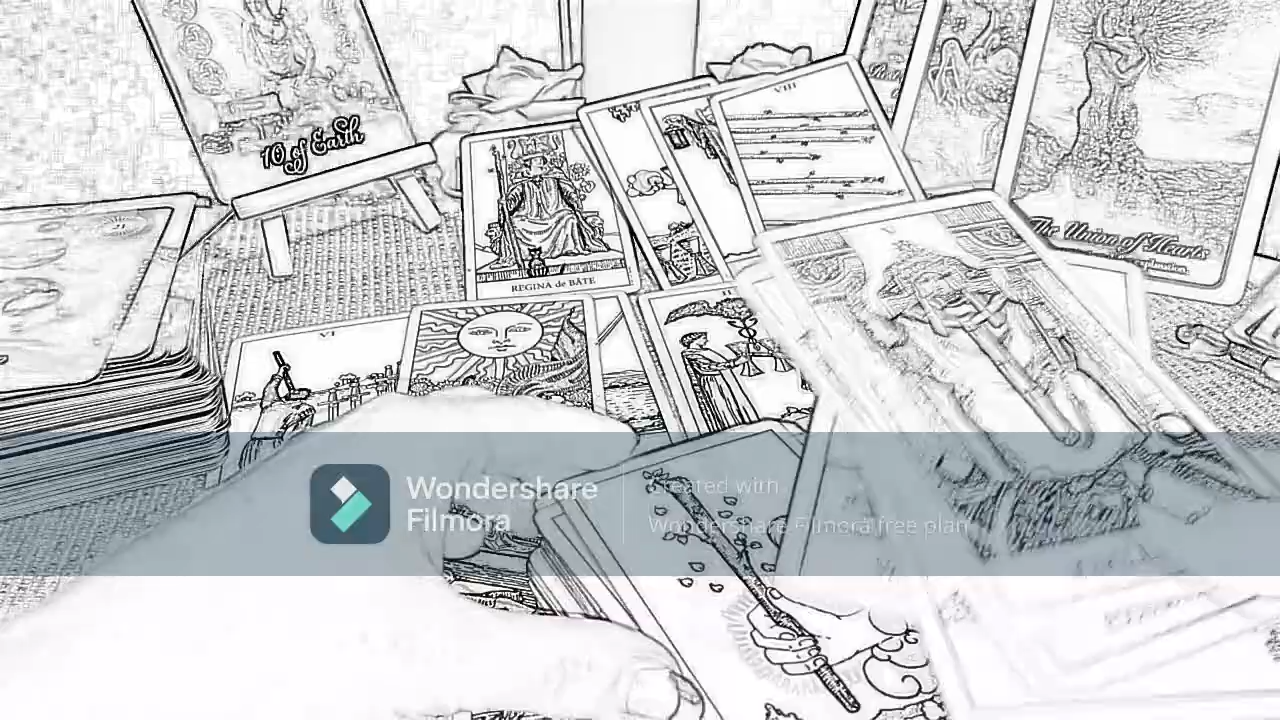 10 of Earth
VIII
The Union of Hearts
REGINA de BÂTE
VI
II
Wondershare
Filmora
Created with
Wondershare Filmora free plan